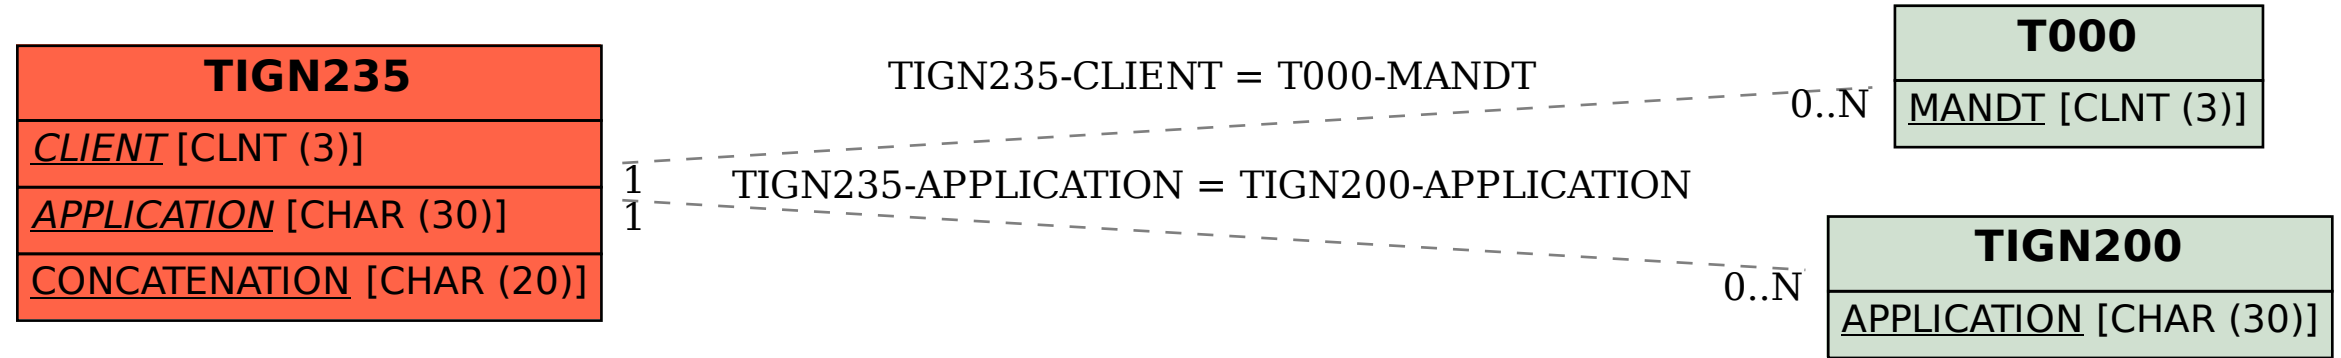 TIGN235
CLIENT [CLNT (3)]
APPLICATION [CHAR (30)]
CONCATENATION [CHAR (20)]
TIGN235-CLIENT = T000-MANDT
1
0..N
TIGN235-APPLICATION = TIGN200-APPLICATION
1
0..N
T000
MANDT [CLNT (3)]
TIGN200
APPLICATION [CHAR (30)]